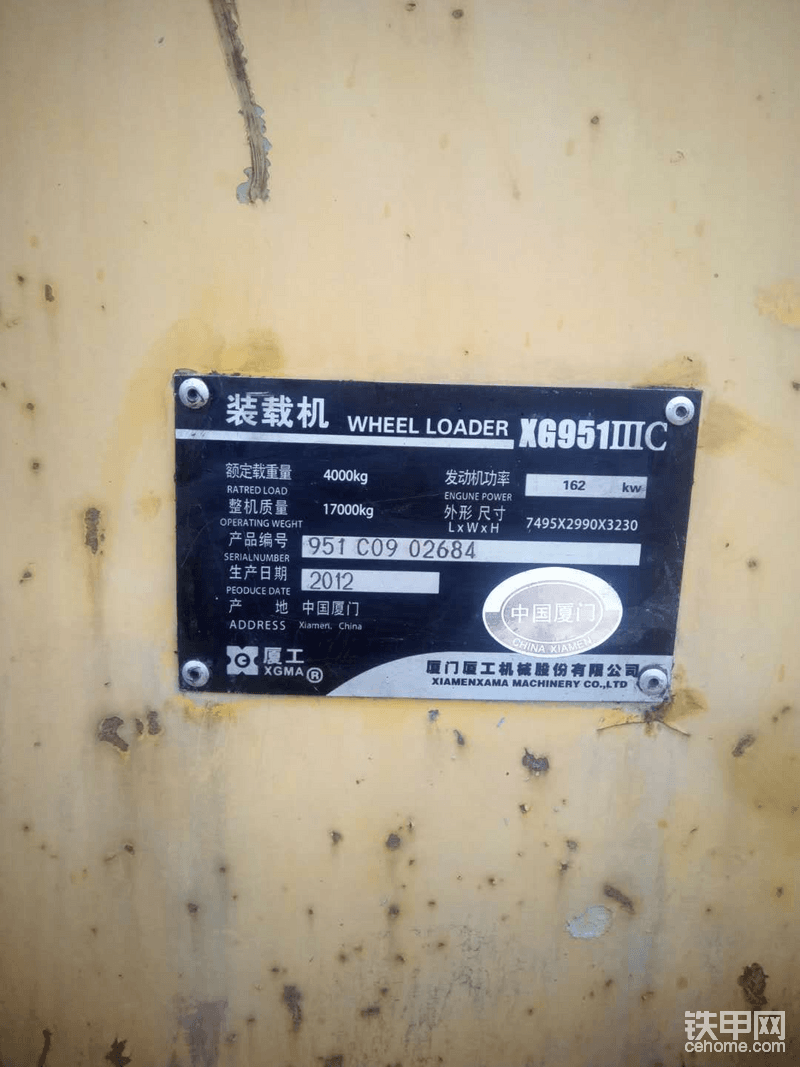 装载机 WHEEL LOADER XG951ⅢC
额定载重量 4000kg 发动机功率 162 kw
RATRED LOAD ENGUNE POWER
整机质量 17000kg 外形 尺寸 7495X2990X3230
OPERATING WEGHT LxWxH
产品编号 951 C09 02684
SERIALNUMBER
生产日期 2012
PEODUCE DATE
产 地 中国厦门
ADDRESS Xiamen, China
中国厦门
CHINA XIAMEN
厦工
XGMA ®
厦门厦工机械股份有限公司
XIAMENXAMA MACHINERY CO.,LTD
铁甲网
cehome.com